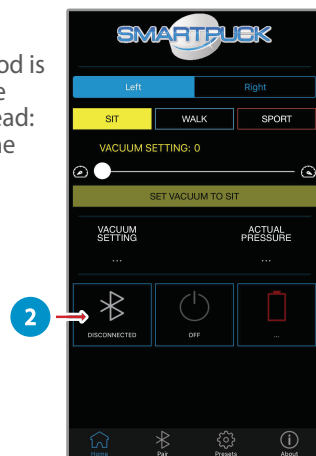 od is
e
ead:
ne
SMARTPUCK
Left Right
SIT WALK SPORT
VACUUM SETTING: 0
SET VACUUM TO SIT
VACUUM
SETTING
ACTUAL
PRESSURE
... ...
2
DISCONNECTED OFF ...
Home Pair Presets About